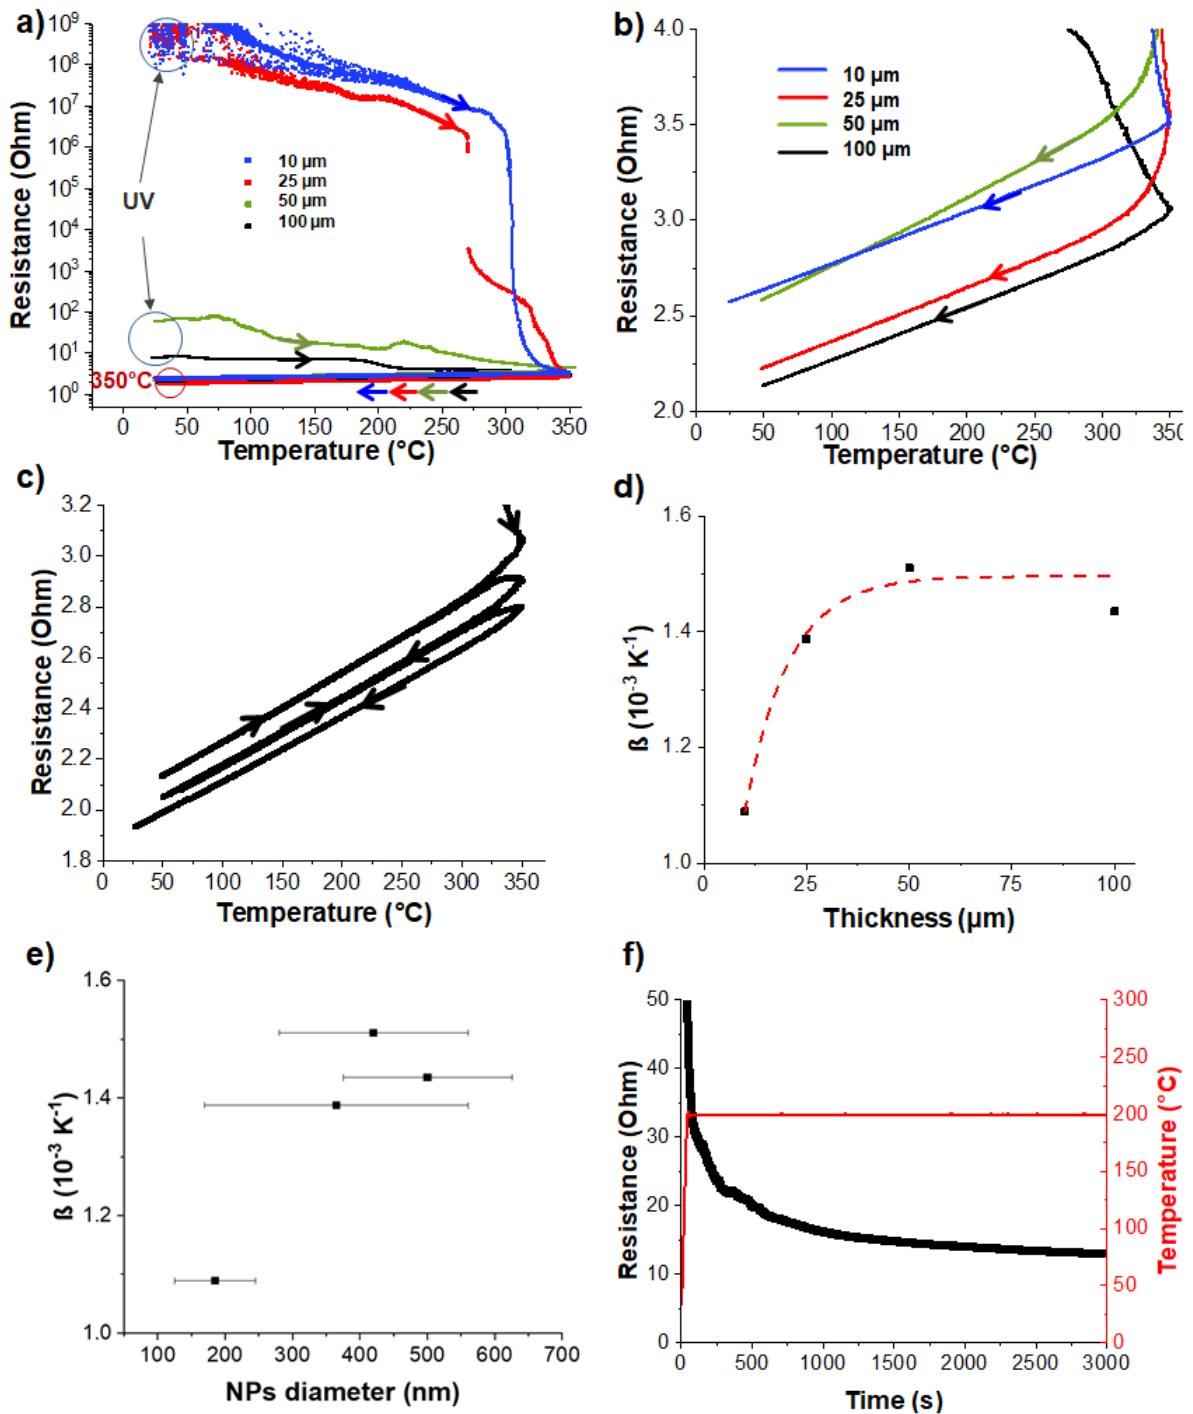 a)
Resistance (Ohm)
10⁹
10⁸
10⁷
10⁶
10⁵
10⁴
10³
10²
10¹
10⁰
UV
10 µm
25 µm
50 µm
100 µm
350°C
0 50 100 150 200 250 300 350
Temperature (°C)
b)
Resistance (Ohm)
4.0
3.5
3.0
2.5
2.0
10 µm
25 µm
50 µm
100 µm
50 100 150 200 250 300 350
Temperature (°C)
c)
Resistance (Ohm)
3.2
3.0
2.8
2.6
2.4
2.2
2.0
1.8
0 50 100 150 200 250 300 350
Temperature (°C)
d)
ß (10⁻³ K⁻¹)
1.6
1.4
1.2
1.0
0 25 50 75 100
Thickness (µm)
e)
ß (10⁻³ K⁻¹)
1.6
1.4
1.2
1.0
100 200 300 400 500 600 700
NPs diameter (nm)
f)
Resistance (Ohm)
50
40
30
20
10
0
300
250
200
150
100
50
0
Temperature (°C)
0 500 1000 1500 2000 2500 3000
Time (s)